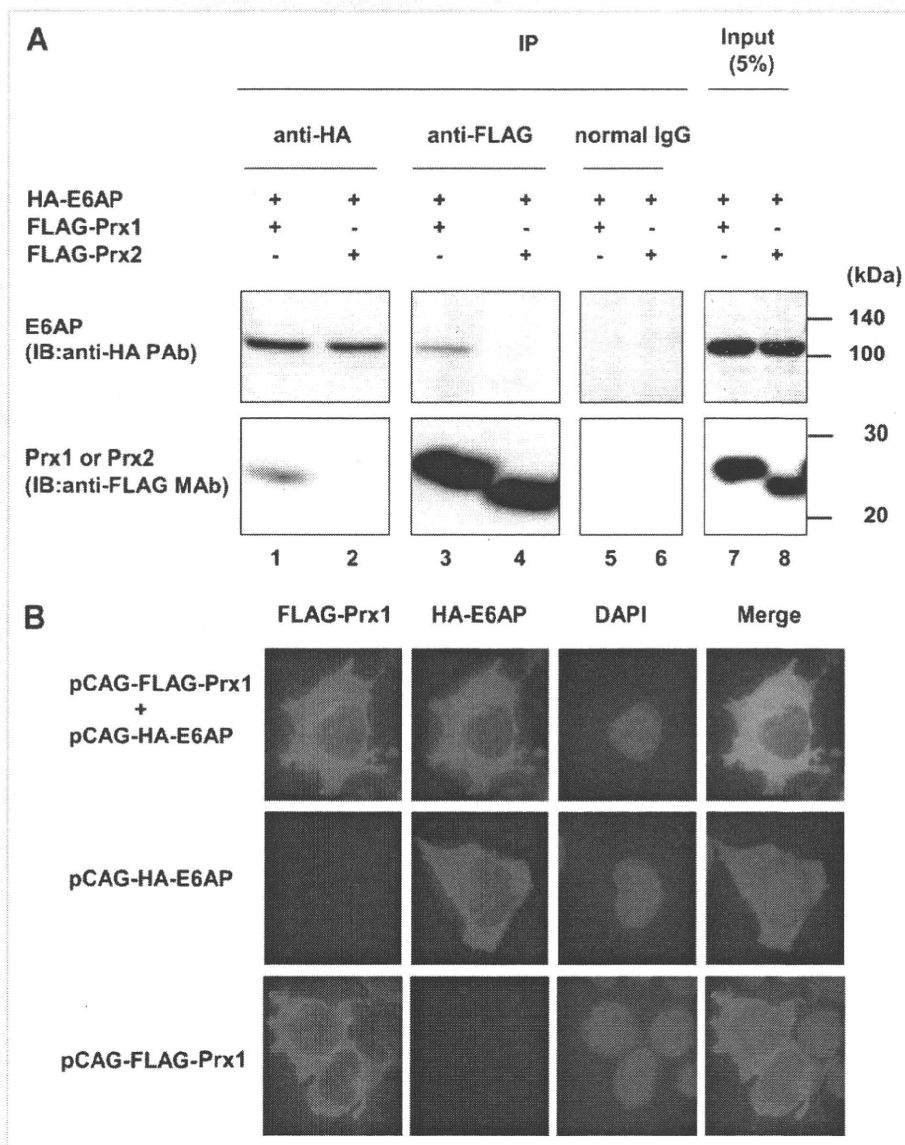 A
IP
Input
(5%)
anti-HA anti-FLAG normal IgG
HA-E6AP + + + + + + + +
FLAG-Prx1 + - + - + - + -
FLAG-Prx2 - + - + - + - +
(kDa)
E6AP
(IB:anti-HA PAb)
140
100
Prx1 or Prx2
(IB:anti-FLAG MAb)
30
20
1 2 3 4 5 6 7 8
B
FLAG-Prx1 HA-E6AP DAPI Merge
pCAG-FLAG-Prx1
+
pCAG-HA-E6AP
pCAG-HA-E6AP
pCAG-FLAG-Prx1